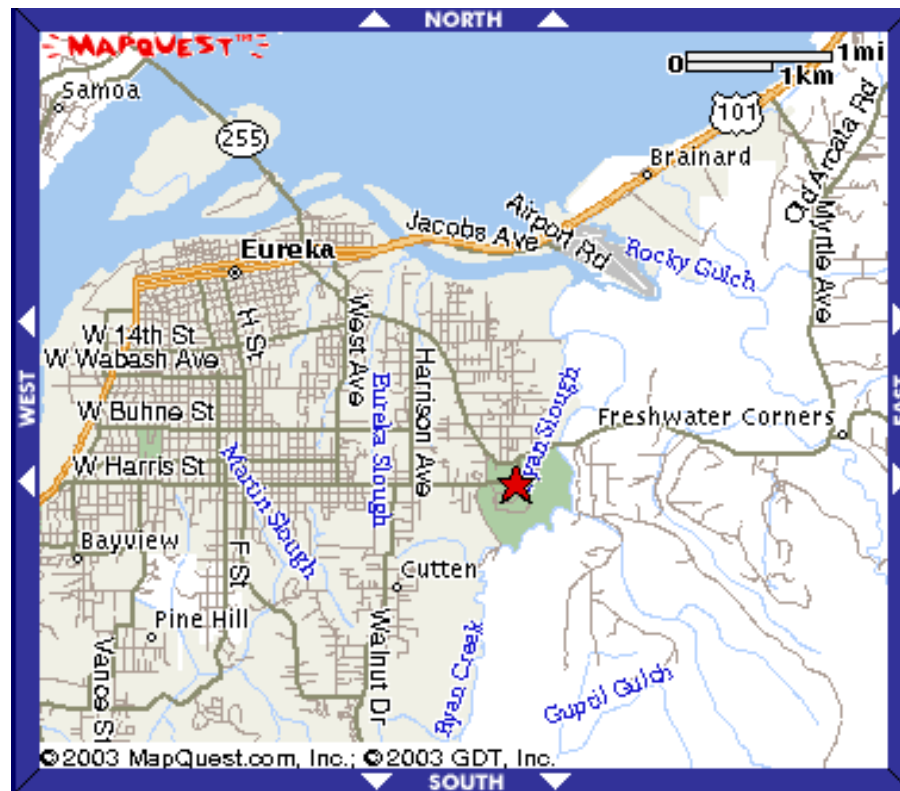 NORTH
MAPQUEST™
0 1mi
1km
Samoa
101
255
Brainard
Old Arcata Rd
Airport Rd
Jacobs Ave
Eureka
Rocky Gulch
Myrtle Ave
W 14th St
H St
West Ave
W Wabash Ave
Harrison Ave
Eureka Slough
WEST
EAST
W Buhne St
Freshwater Corners
Ryan Slough
W Harris St
Martin Slough
Bayview
F St
Cutten
Pine Hill
Walnut Dr
Vance St
Ryan Creek
Guptil Gulch
©2003 MapQuest.com, Inc.; ©2003 GDT, Inc.
SOUTH